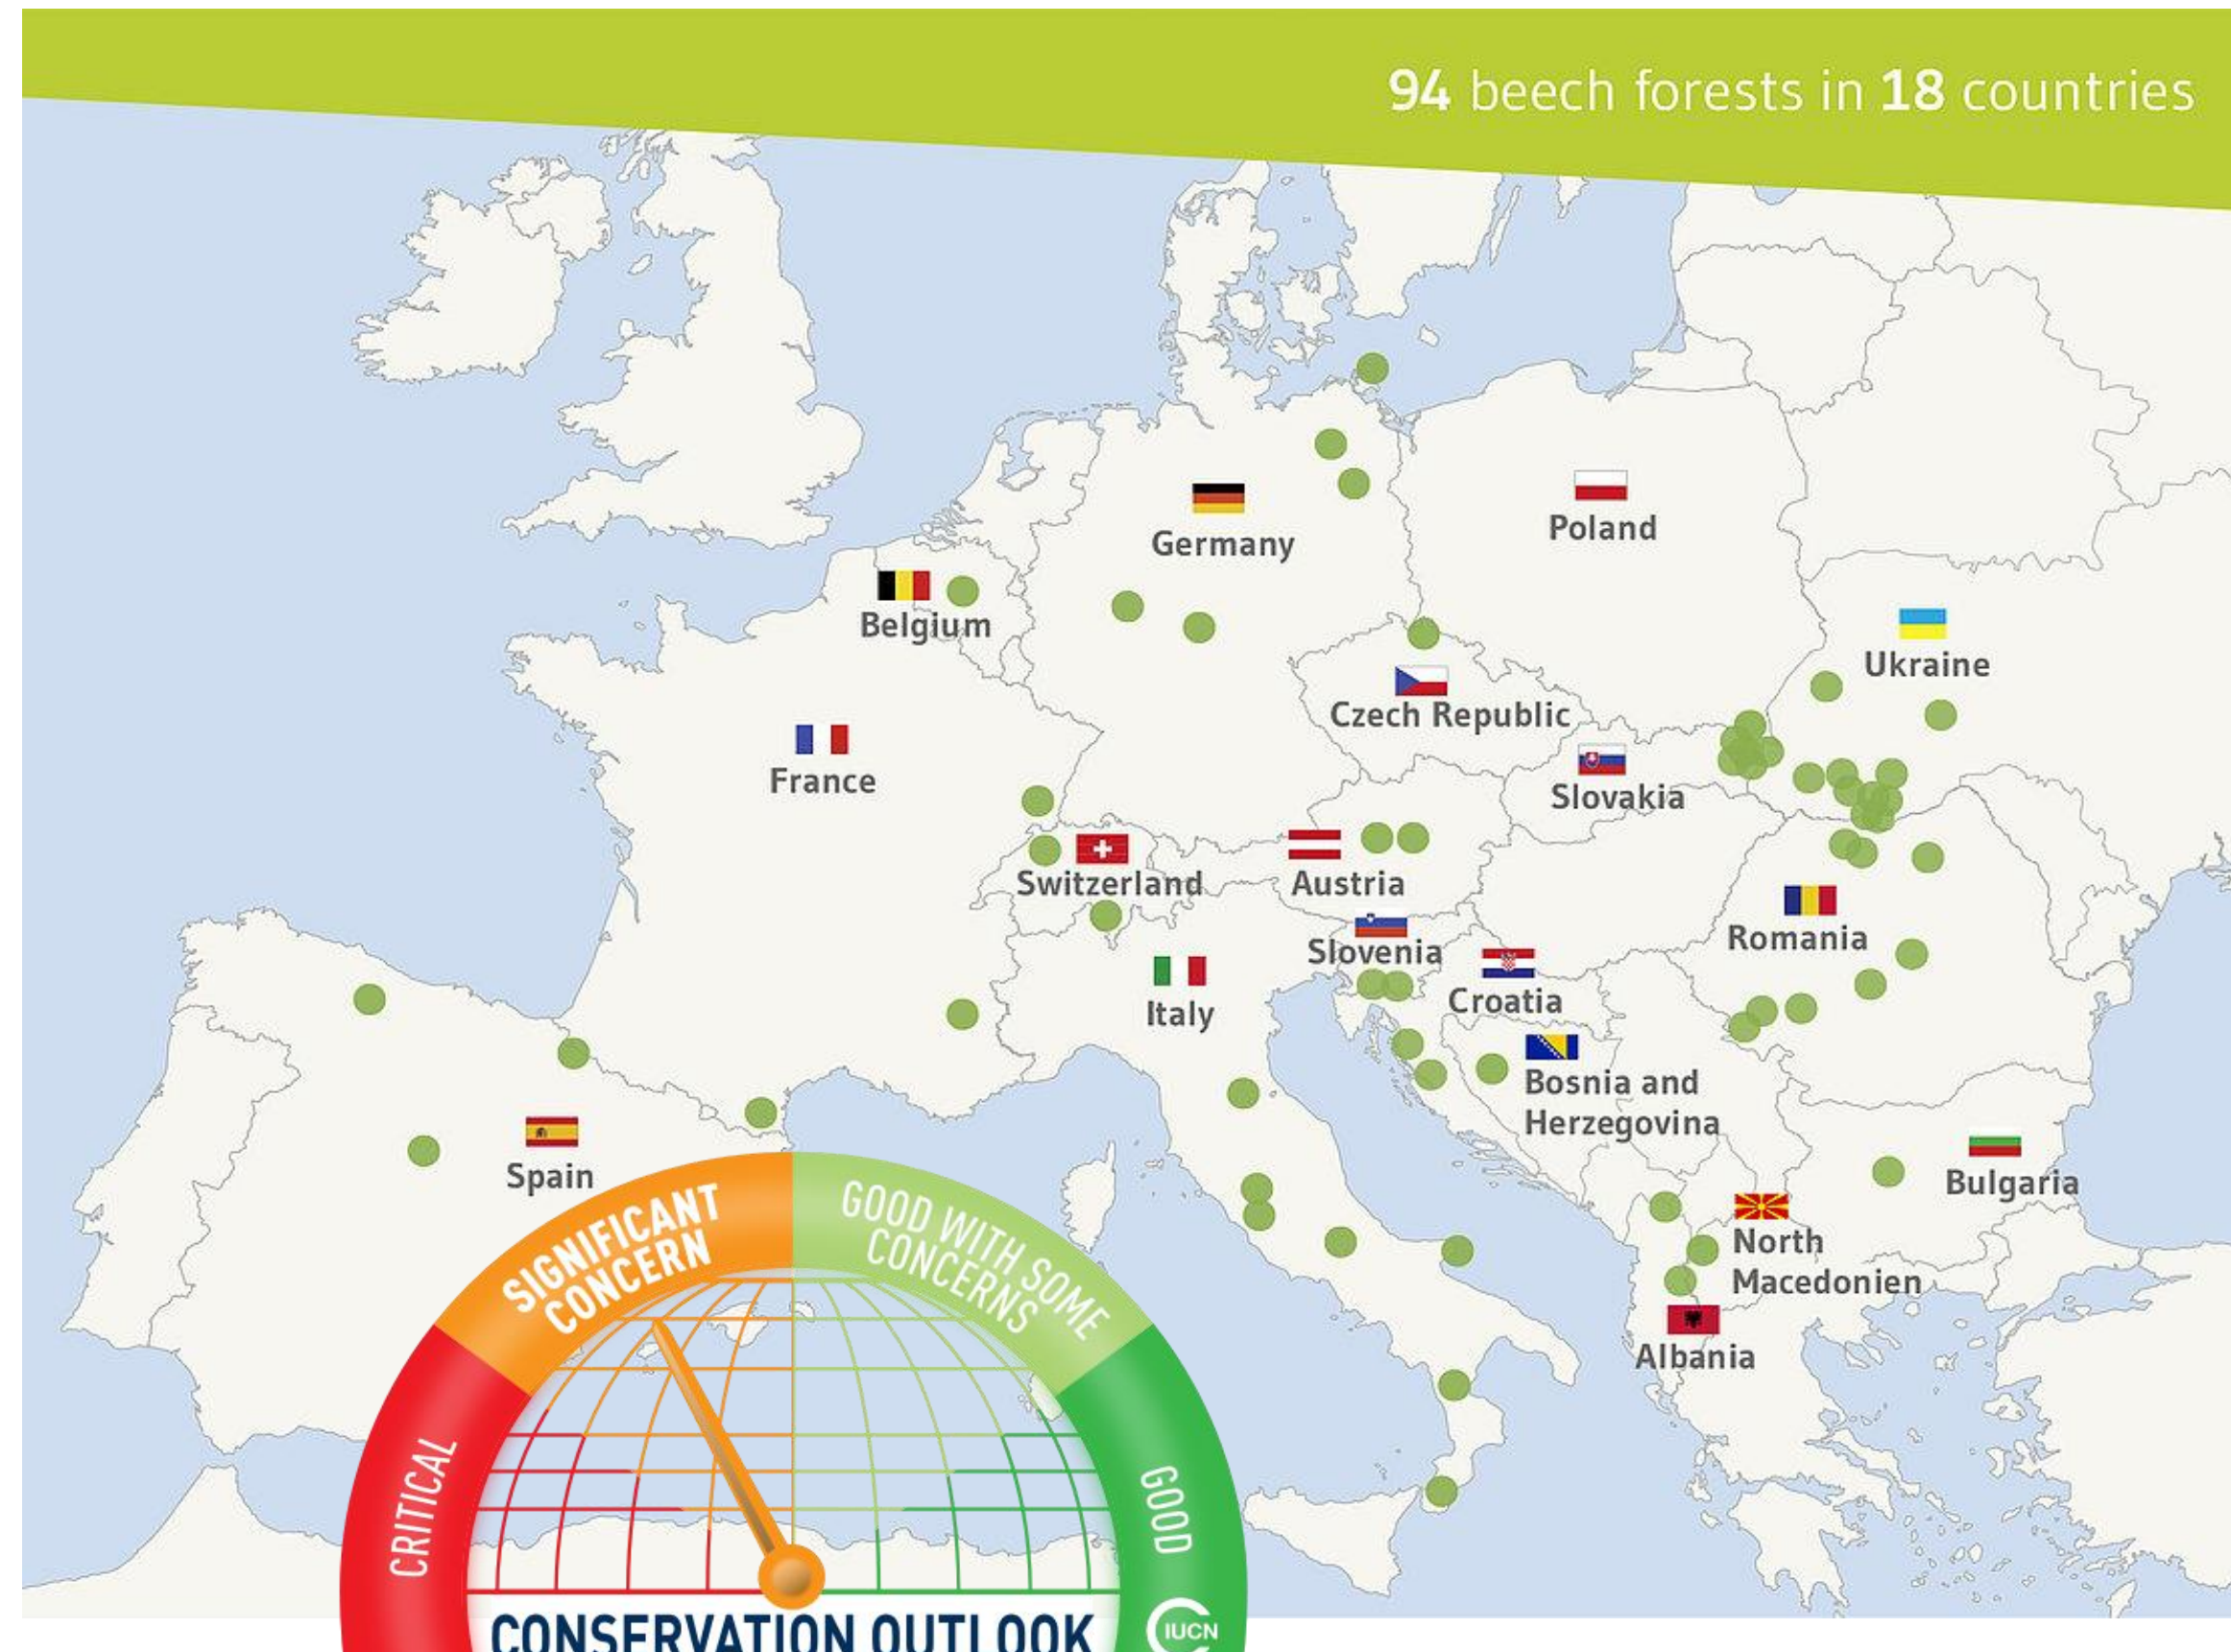 94 beech forests in 18 countries
Germany
Poland
Belgium
Ukraine
Czech Republic
France
Slovakia
Switzerland
Austria
Romania
Slovenia
Croatia
Italy
Bosnia and
Herzegovina
Spain
Bulgaria
North
Macedonien
Albania
SIGNIFICANT
CONCERN
GOOD WITH SOME
CONCERNS
CRITICAL
GOOD
CONSERVATION OUTLOOK
IUCN